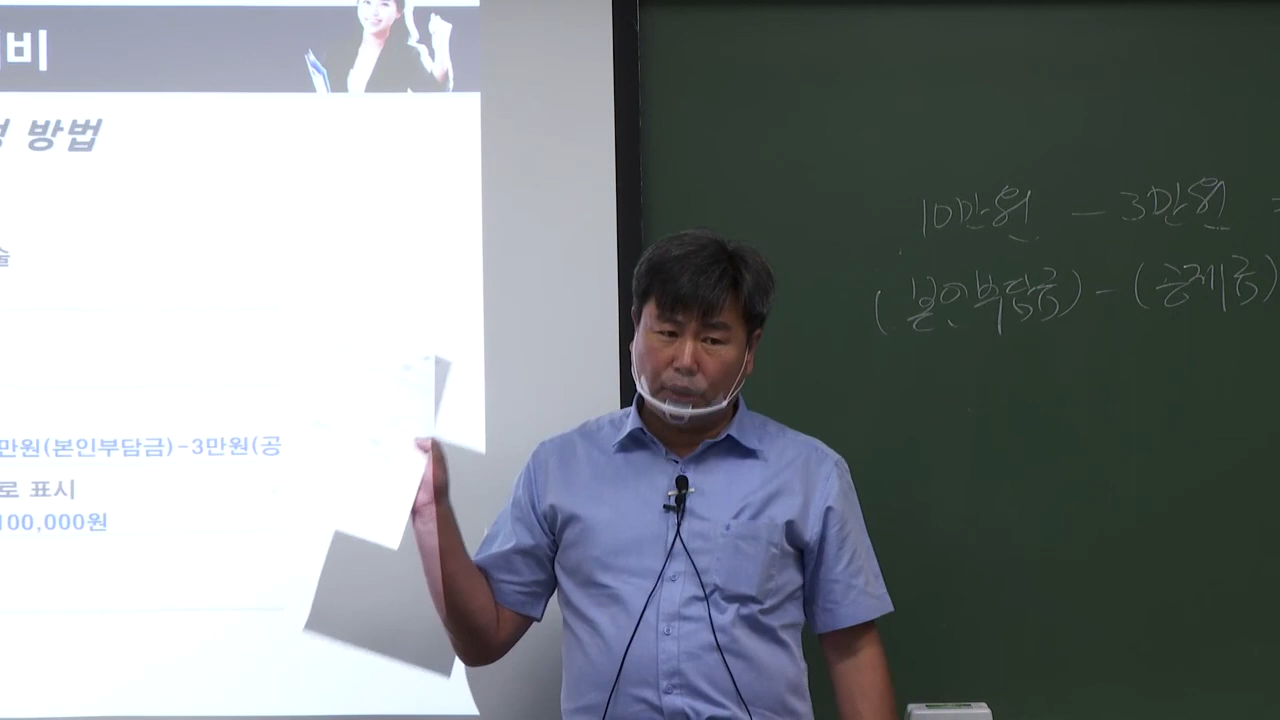 비
방법
술
만원(본인부담금)-3만원(공
로 표시
100,000원
10만원 - 3만원 =
(본인부담금) - (공제금)